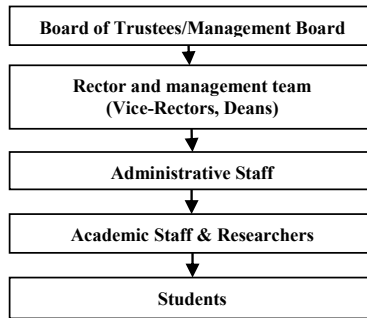 Board of Trustees/Management Board
Rector and management team
(Vice-Rectors, Deans)
Administrative Staff
Academic Staff & Researchers
Students